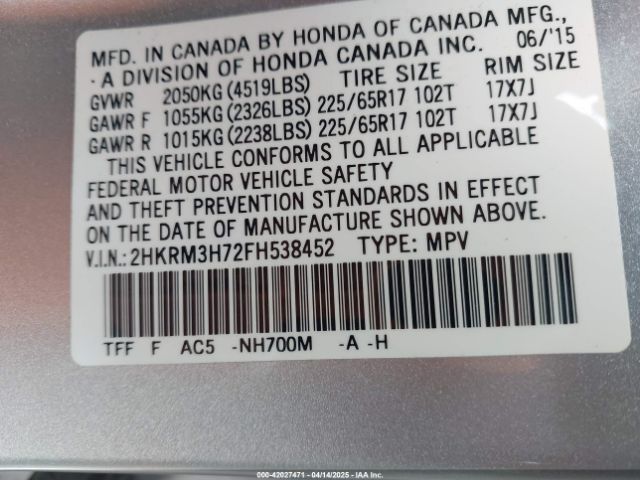 MFD. IN CANADA BY HONDA OF CANADA MFG.,
- A DIVISION OF HONDA CANADA INC. 06/'15
GVWR 2050KG(4519LBS) TIRE SIZE RIM SIZE
GAWR F 1055KG(2326LBS) 225/65R17 102T 17X7J
GAWR R 1015KG(2238LBS) 225/65R17 102T 17X7J
THIS VEHICLE CONFORMS TO ALL APPLICABLE
FEDERAL MOTOR VEHICLE SAFETY
AND THEFT PREVENTION STANDARDS IN EFFECT
ON THE DATE OF MANUFACTURE SHOWN ABOVE.
V.I.N.:2HKRM3H72FH538452 TYPE: MPV
TFF F AC5 -NH700M -A -H
000-42027471 - 04/14/2025 - IAA Inc.